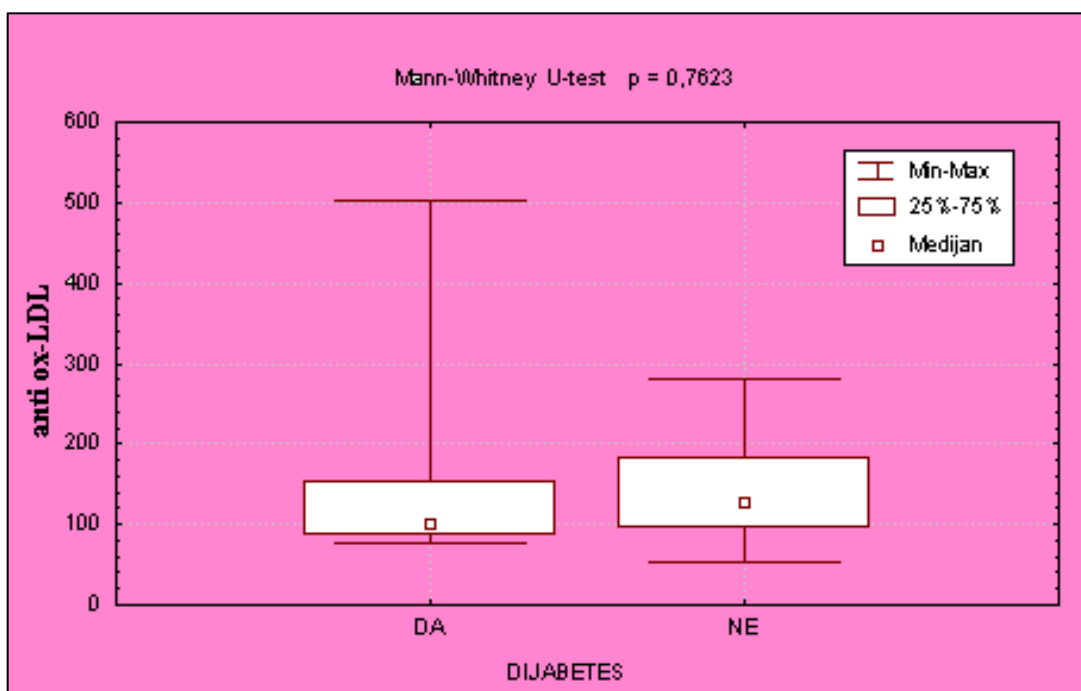 Mann-Whitney U-test p = 0,7623
600
500
400
300
200
100
0
anti ox-LDL
Min-Max
25%-75%
Medijan
DA
NE
DIJABETES